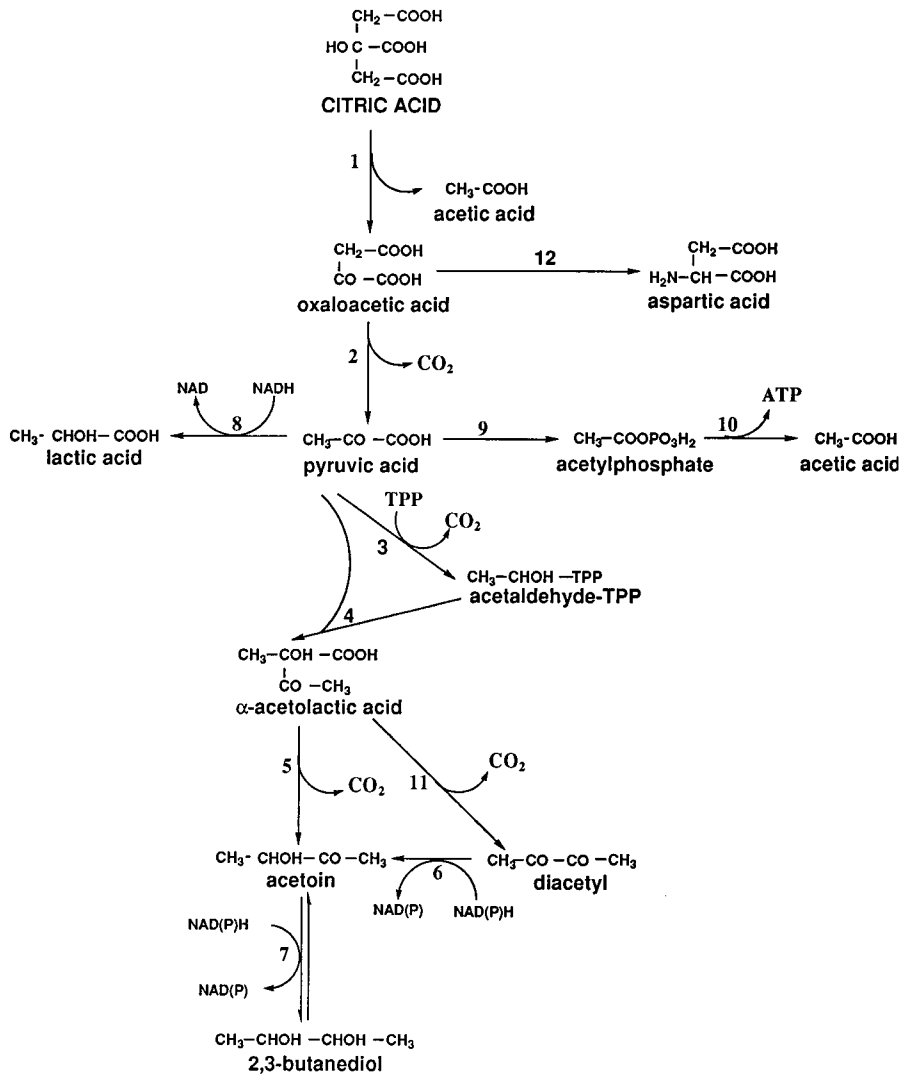 CH₂–COOH
HO C –COOH
CH₂–COOH
CITRIC ACID
1
CH₃-COOH
acetic acid
CH₂–COOH
CO –COOH
oxaloacetic acid
12
CH₂–COOH
H₂N–CH –COOH
aspartic acid
2
CO₂
NAD
NADH
8
CH₃- CHOH– COOH
lactic acid
CH₃–CO –COOH
pyruvic acid
9
CH₃–COOPO₃H₂
acetylphosphate
10
ATP
CH₃–COOH
acetic acid
TPP
CO₂
3
CH₃–CHOH –TPP
acetaldehyde-TPP
4
CH₃–COH –COOH
CO –CH₃
α-acetolactic acid
5
CO₂
11
CO₂
CH₃- CHOH– CO –CH₃
acetoin
6
CH₃–CO –CO –CH₃
diacetyl
NAD(P)
NAD(P)H
NAD(P)H
7
NAD(P)
CH₃–CHOH –CHOH –CH₃
2,3-butanediol